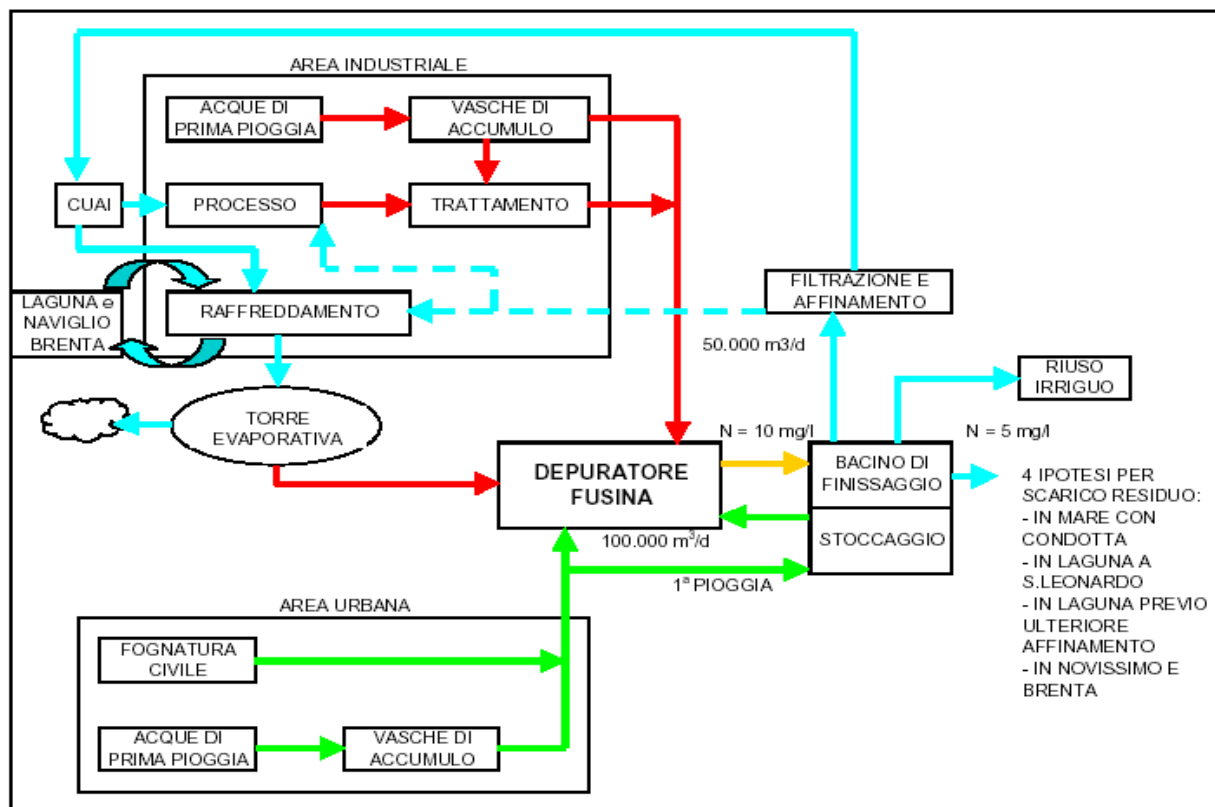 AREA INDUSTRIALE
ACQUE DI
PRIMA PIOGGIA
VASCHE DI
ACCUMULO
CUAI
PROCESSO
TRATTAMENTO
LAGUNA e
NAVIGLIO
BRENTA
RAFFREDDAMENTO
FILTRAZIONE E
AFFINAMENTO
50.000 m3/d
RIUSO
IRRIGUO
TORRE
EVAPORATIVA
N = 10 mg/l
N = 5 mg/l
DEPURATORE
FUSINA
BACINO DI
FINISSAGGIO
STOCCAGGIO
100.000 m³/d
1ª PIOGGIA
4 IPOTESI PER
SCARICO RESIDUO:
- IN MARE CON
CONDOTTA
- IN LAGUNA A
S.LEONARDO
- IN LAGUNA PREVIO
ULTERIORE
AFFINAMENTO
- IN NOVISSIMO E
BRENTA
AREA URBANA
FOGNATURA
CIVILE
ACQUE DI
PRIMA PIOGGIA
VASCHE DI
ACCUMULO